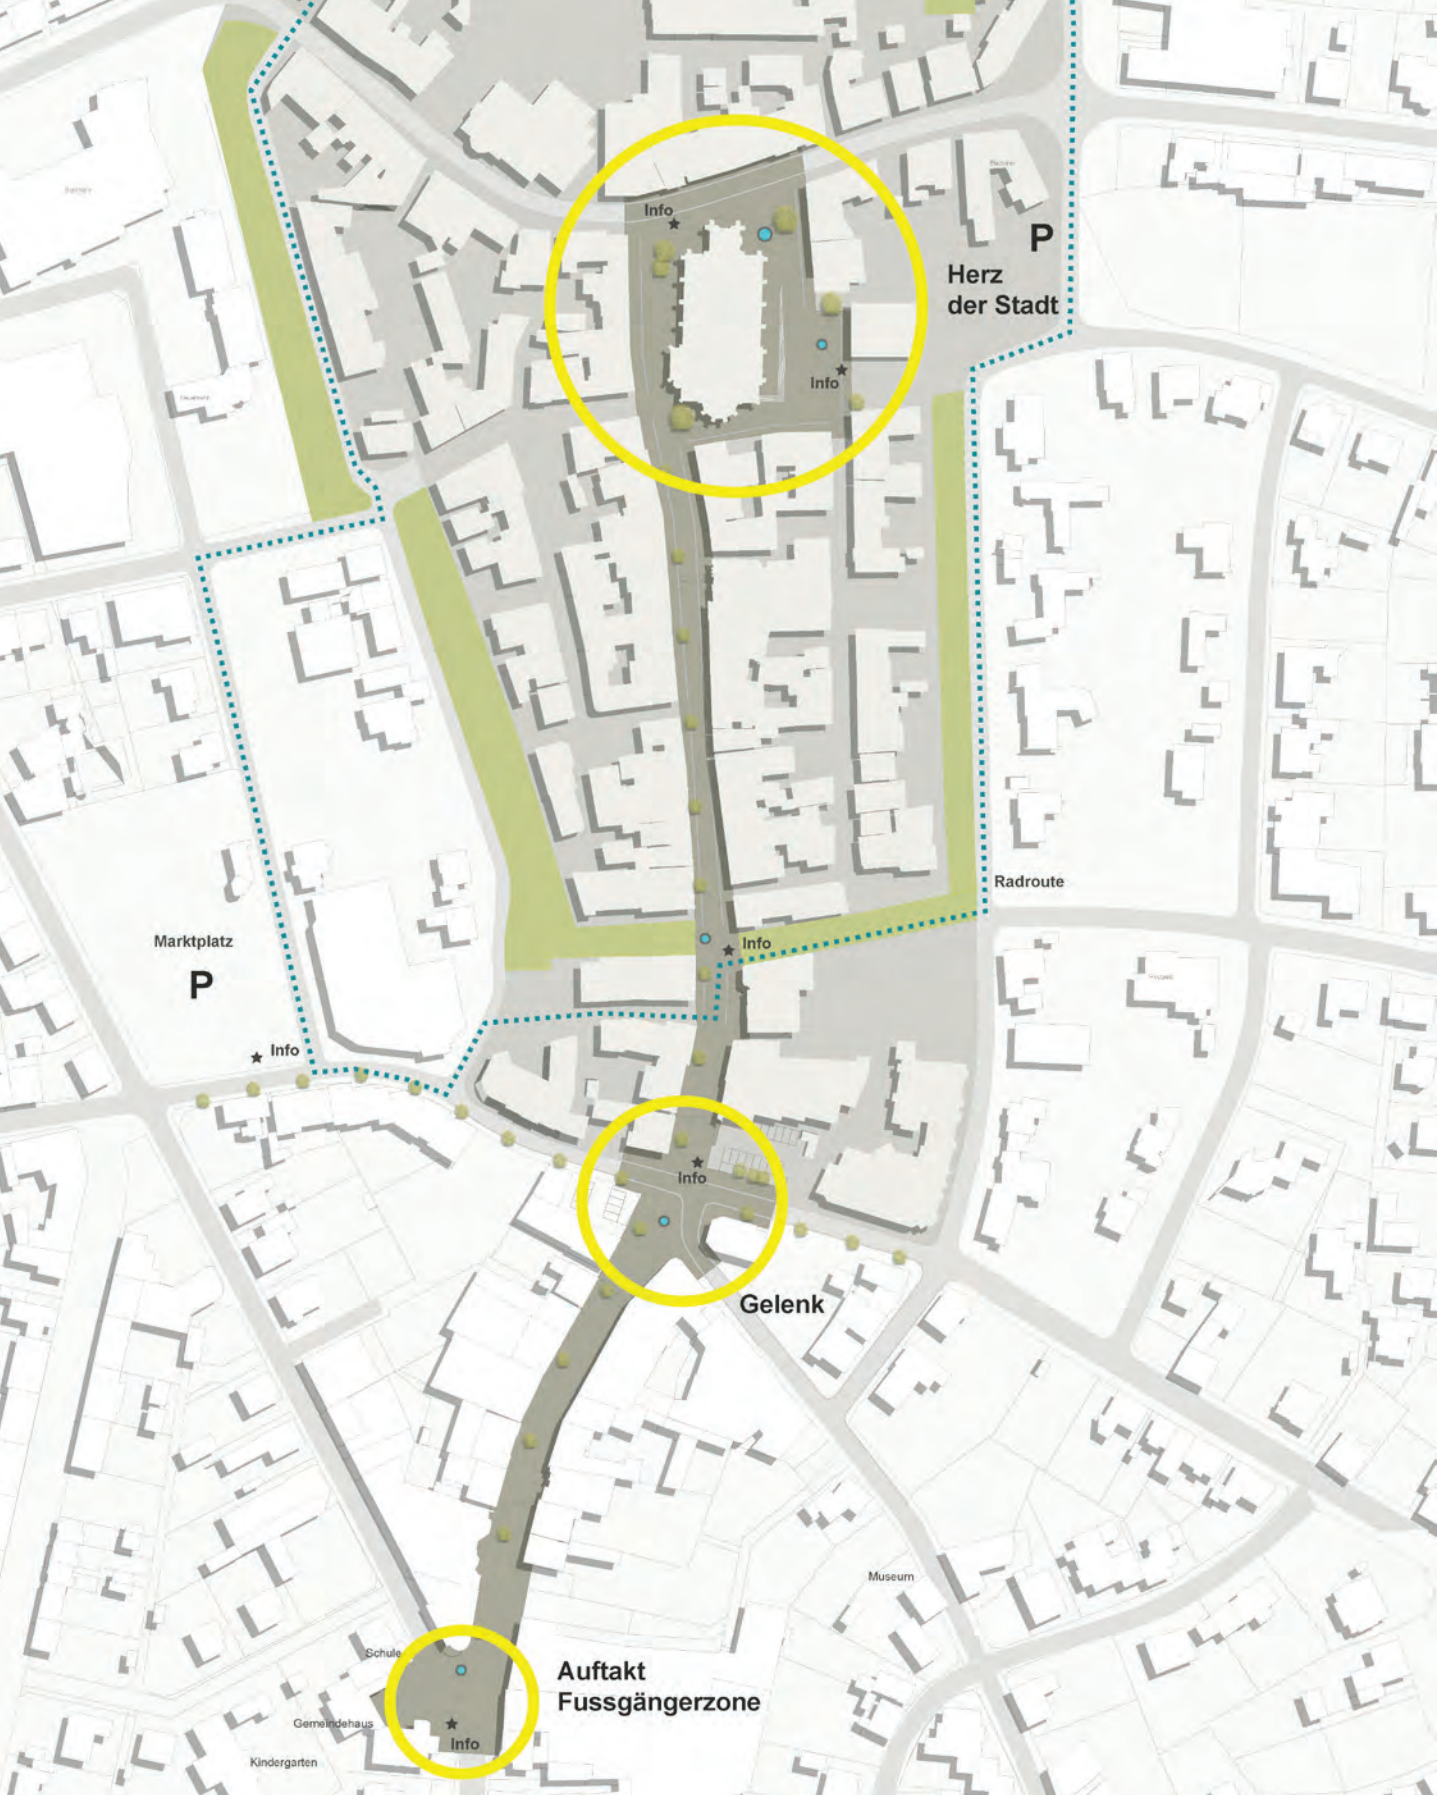 Info
P
Herz
der Stadt
Info
Radroute
Marktplatz
Info
P
Info
Info
Gelenk
Museum
Schule
Auftakt
Fussgängerzone
Gemeindehaus
Info
Kindergarten